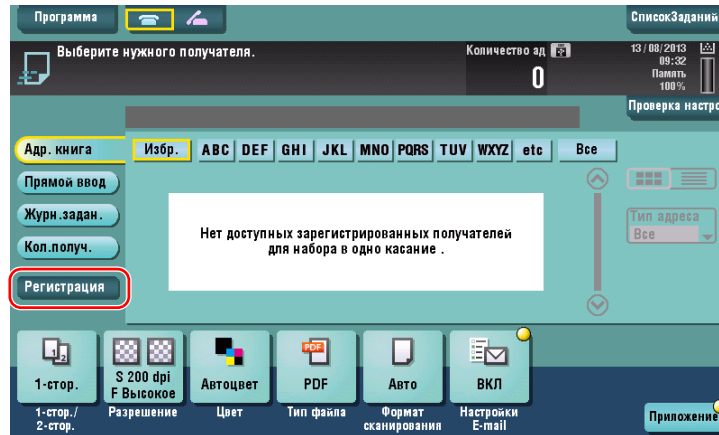 Программа
СписокЗаданий
Выберите нужного получателя.
Количество ад
0
13/08/2013
09:32
Память
100%
Проверка настро
Адр. книга
Избр.
ABC
DEF
GHI
JKL
MNO
PQRS
TUV
WXYZ
etc
Все
Прямой ввод
Журн.задан.
Кол.получ.
Регистрация
Нет доступных зарегистрированных получателей
для набора в одно касание .
Тип адреса
Все
1-стор.
S 200 dpi
F Высокое
Автоцвет
PDF
PDF
Авто
ВКЛ
1-стор./
2-стор.
Разрешение
Цвет
Тип файла
Формат
сканирования
Настройки
E-mail
Приложение